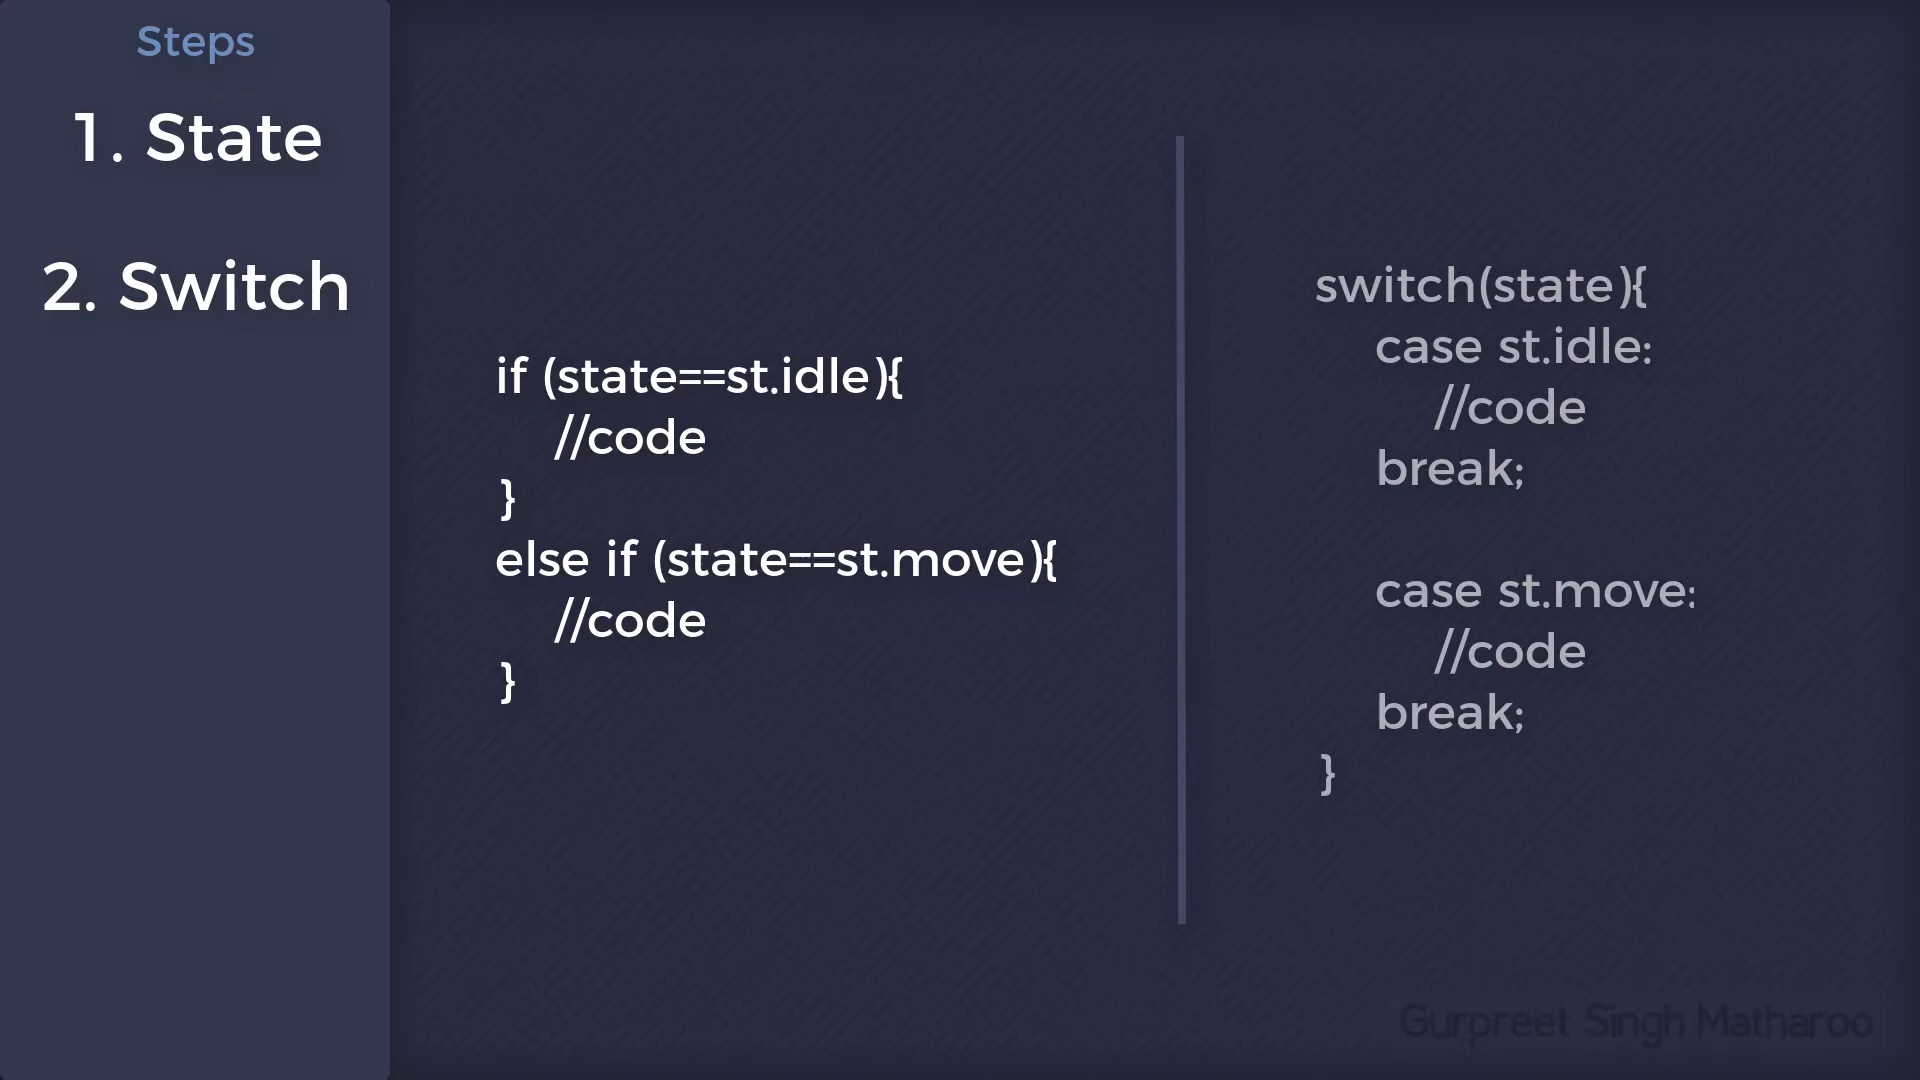 Steps
1. State
2. Switch
if (state==st.idle){
//code
}
else if (state==st.move){
//code
}
switch(state){
case st.idle:
//code
break;
case st.move:
//code
break;
}
Gurpreet Singh Matharoo